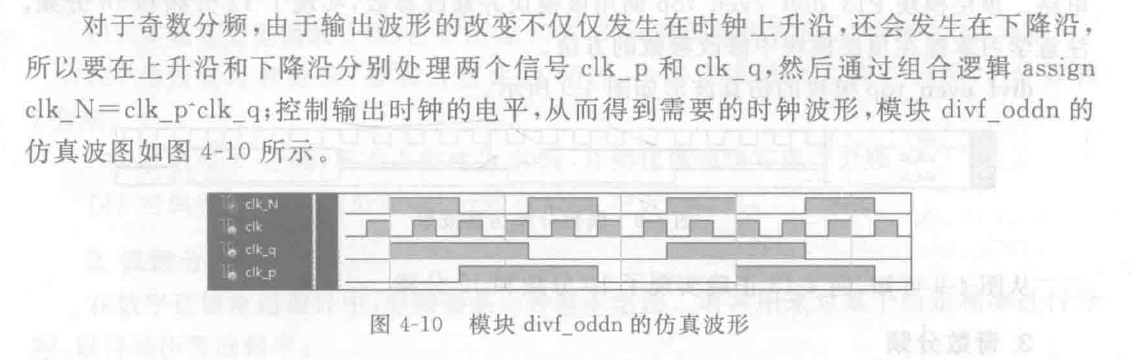 对于奇数分频,由于输出波形的改变不仅仅发生在时钟上升沿,还会发生在下降沿,
所以要在上升沿和下降沿分别处理两个信号 clk_p 和 clk_q,然后通过组合逻辑 assign
clk_N=clk_p^clk_q;控制输出时钟的电平,从而得到需要的时钟波形,模块 divf_oddn 的
仿真波图如图 4-10 所示。
clk_N
clk
clk_q
clk_p
图 4-10 模块 divf_oddn 的仿真波形